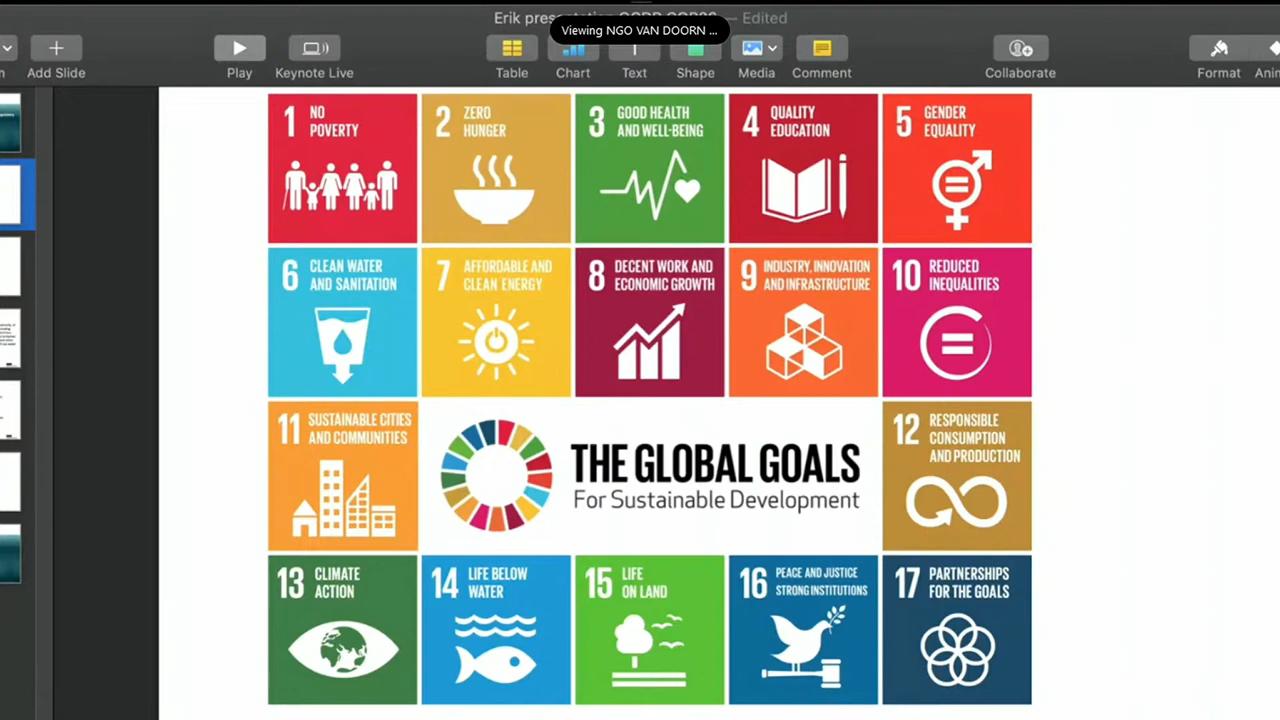 Erik pres
— Edited
Viewing NGO VAN DOORN ...
Add Slide
Play
Keynote Live
Table
Chart
Text
Shape
Media
Comment
Collaborate
Format
1 NO
POVERTY
2 ZERO
HUNGER
3 GOOD HEALTH
AND WELL-BEING
4 QUALITY
EDUCATION
5 GENDER
EQUALITY
6 CLEAN WATER
AND SANITATION
7 AFFORDABLE AND
CLEAN ENERGY
8 DECENT WORK AND
ECONOMIC GROWTH
9 INDUSTRY, INNOVATION
AND INFRASTRUCTURE
10 REDUCED
INEQUALITIES
11 SUSTAINABLE CITIES
AND COMMUNITIES
THE GLOBAL GOALS
For Sustainable Development
12 RESPONSIBLE
CONSUMPTION
AND PRODUCTION
13 CLIMATE
ACTION
14 LIFE BELOW
WATER
15 LIFE
ON LAND
16 PEACE AND JUSTICE
STRONG INSTITUTIONS
17 PARTNERSHIPS
FOR THE GOALS